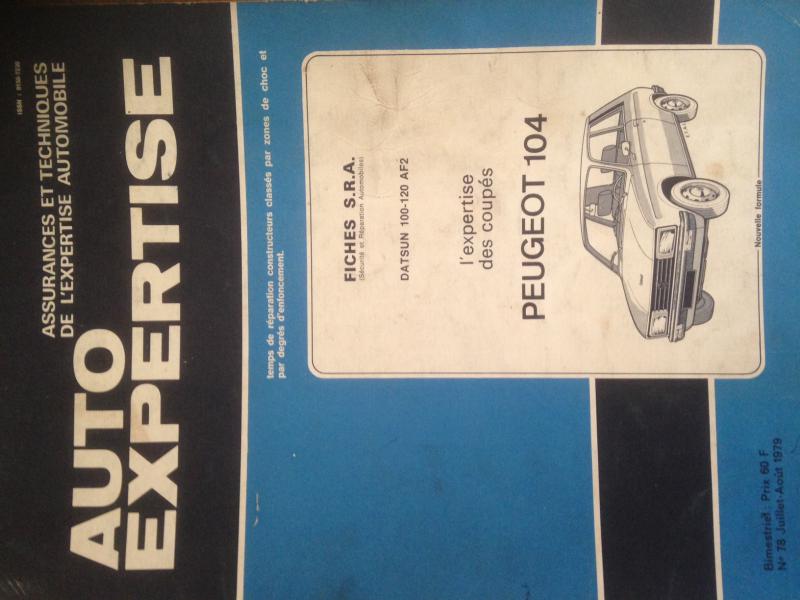 ISSN : 0150-7230
ASSURANCES ET TECHNIQUES
DE L'EXPERTISE AUTOMOBILE
AUTO
EXPERTISE
temps de réparation constructeurs classés par zones de choc et
par degrés d'enfoncement.
FICHES S.R.A.
(Sécurité et Réparation Automobiles)
DATSUN 100-120 AF2
l'expertise
des coupés
PEUGEOT 104
Nouvelle formule
Bimestriel : Prix 60 F
N° 78 Juillet-Août 1979